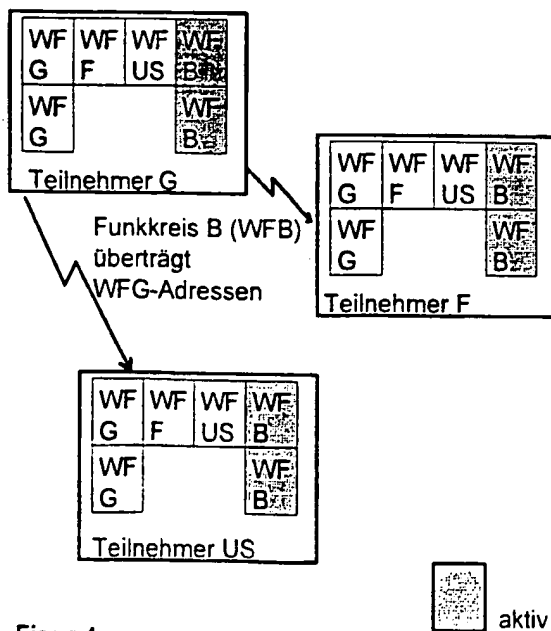 WF WF WF WF
G F US B
WF WF
G B
Teilnehmer G
Funkkreis B (WFB)
überträgt
WFG-Adressen
WF WF WF WF
G F US B
WF WF
G B
Teilnehmer F
WF WF WF WF
G F US B
WF WF
G B
Teilnehmer US
aktiv